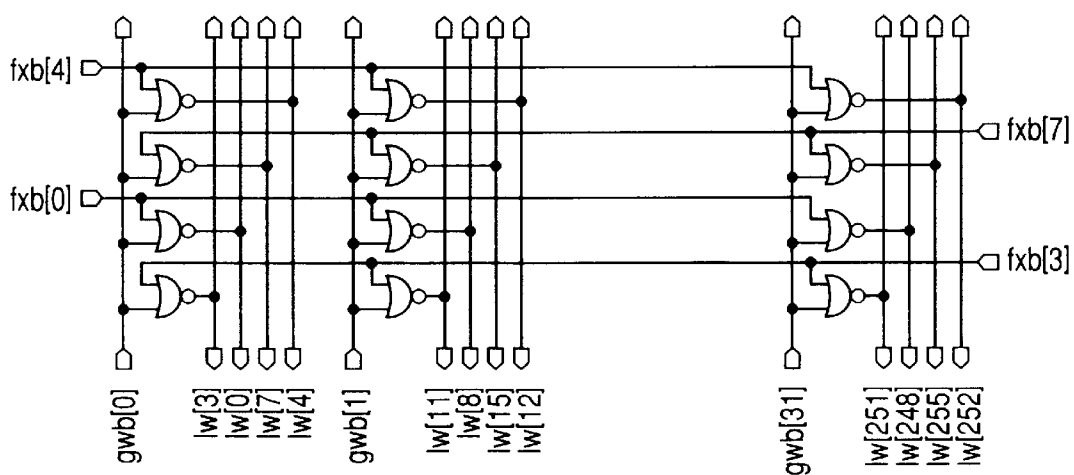 fxb[4]
fxb[7]
fxb[0]
fxb[3]
gwb[0]
lw[3]
lw[0]
lw[7]
lw[4]
gwb[1]
lw[11]
lw[8]
lw[15]
lw[12]
gwb[31]
lw[251]
lw[248]
lw[255]
lw[252]